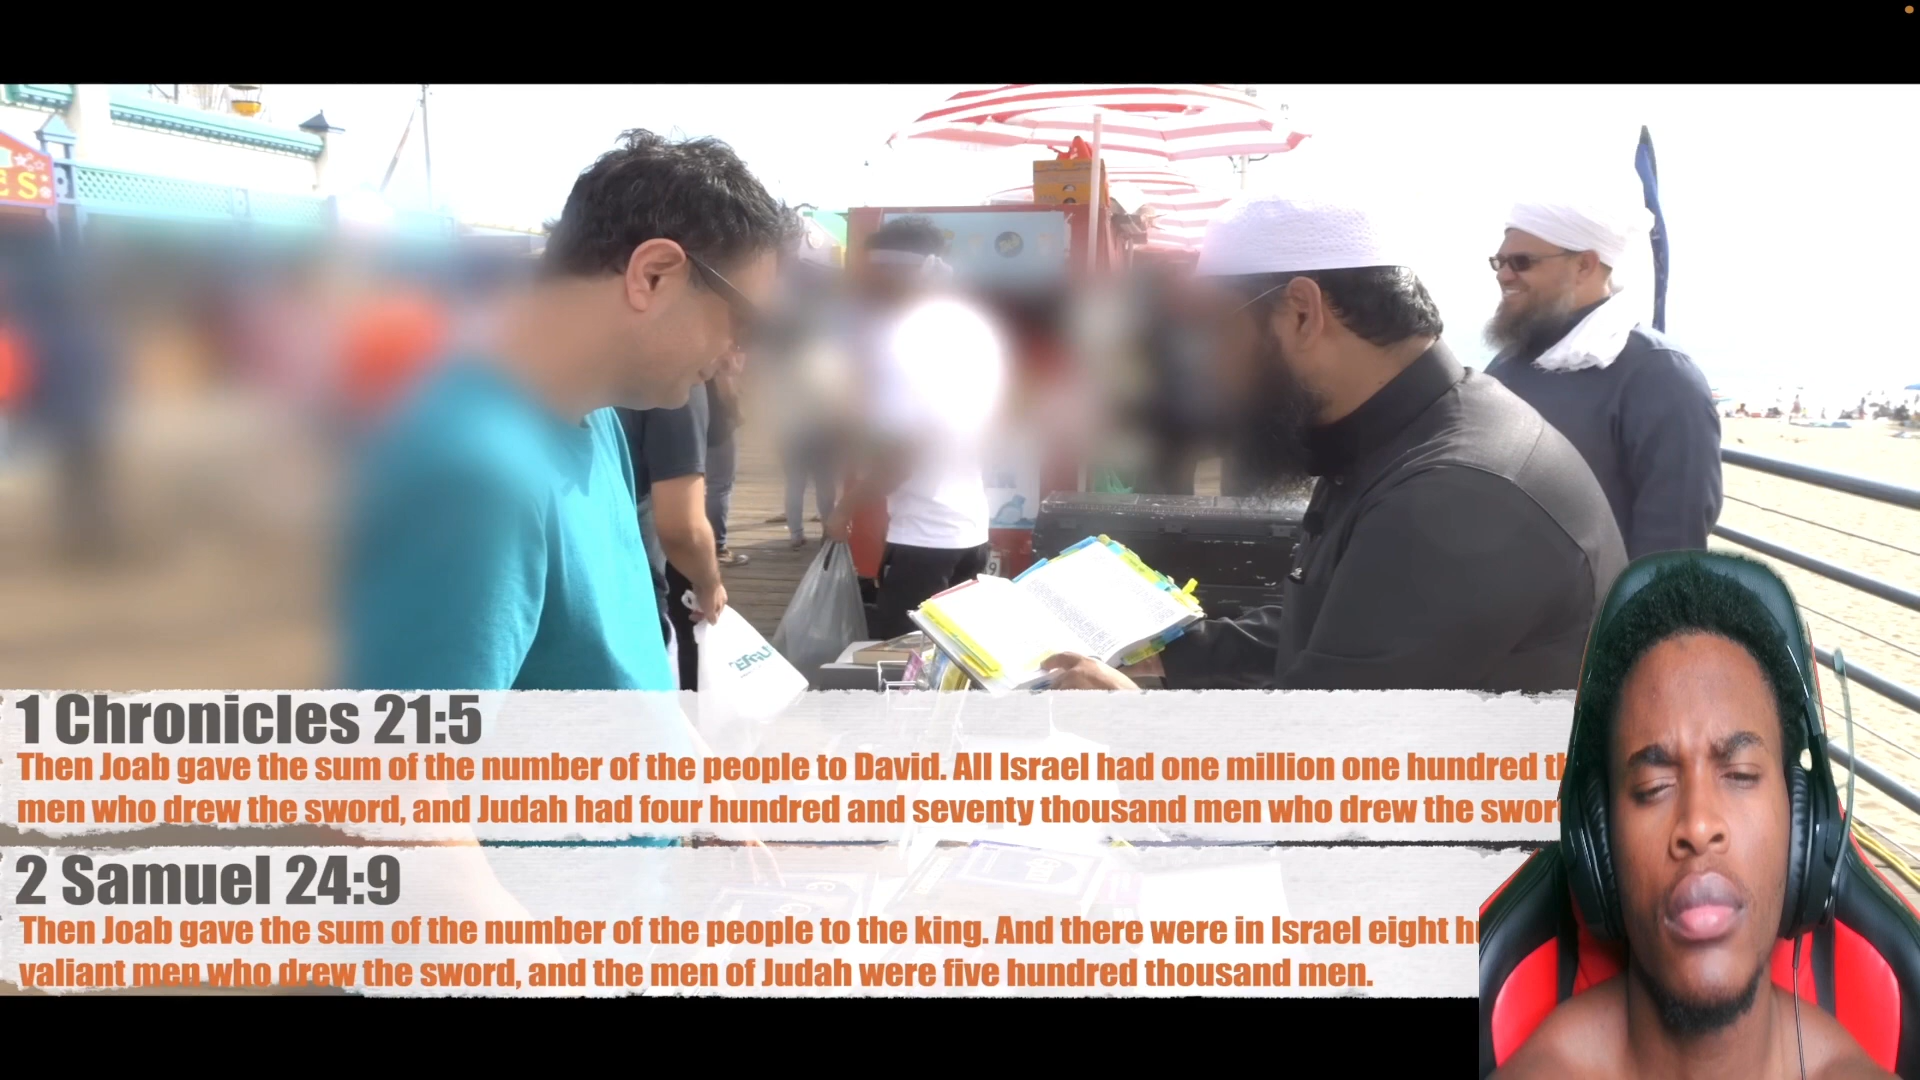 ES
1 Chronicles 21:5
Then Joab gave the sum of the number of the people to David. All Israel had one million one hundred
men who drew the sword, and Judah had four hundred and seventy thousand men who drew the
2 Samuel 24:9
Then Joab gave the sum of the number of the people to the king. And there were in Israel eight
valiant men who drew the sword, and the men of Judah were five hundred thousand men.